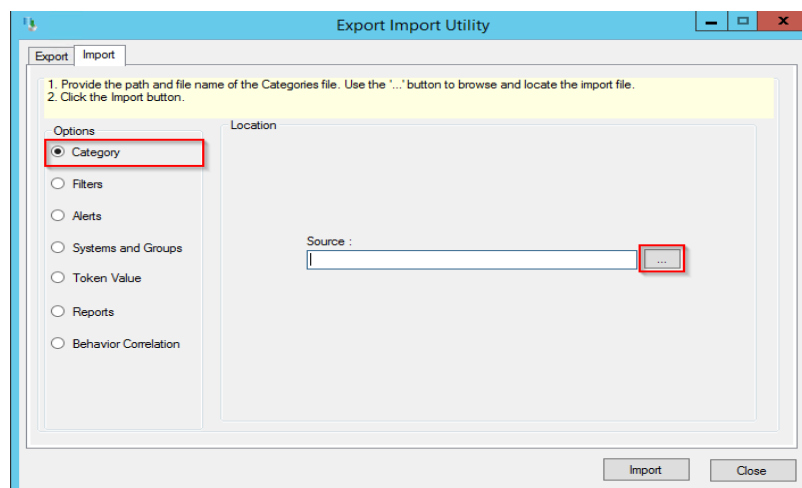 Export Import Utility
Export
Import
1. Provide the path and file name of the Categories file. Use the '...' button to browse and locate the import file.
2. Click the Import button.
Options
Location
Category
Filters
Alerts
Systems and Groups
Token Value
Reports
Behavior Correlation
Source :
...
Import
Close